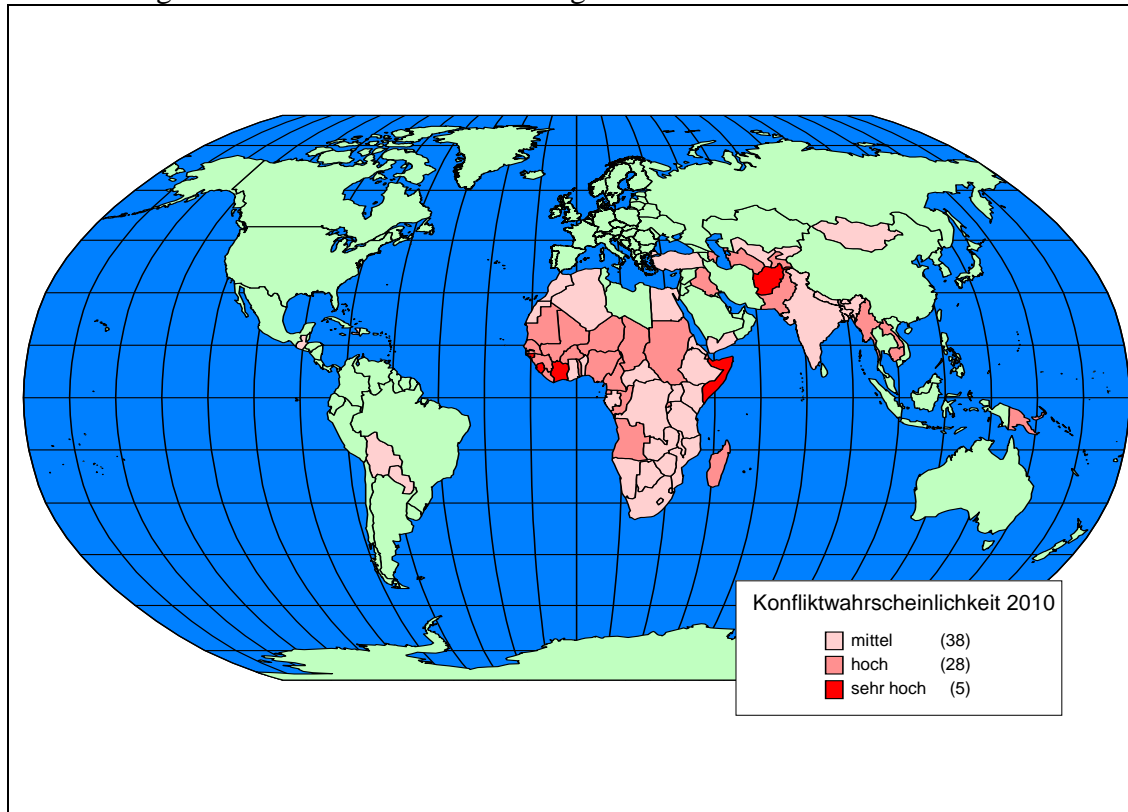 Konfliktwahrscheinlichkeit 2010
mittel (38)
hoch (28)
sehr hoch (5)